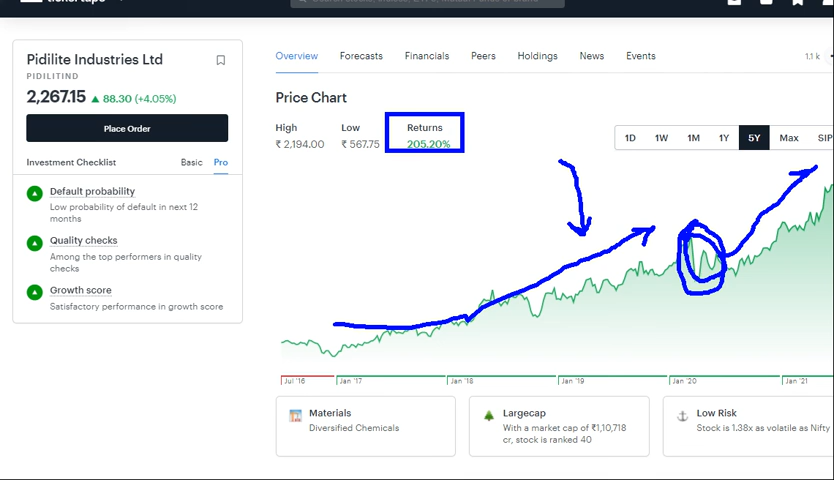 Overview Forecasts Financials Peers Holdings News Events 1.1 k
Pidilite Industries Ltd
PIDILITIND
2,267.15 88.30 (+4.05%)
Place Order
Investment Checklist Basic Pro
Default probability
Low probability of default in next 12
months
Quality checks
Among the top performers in quality
checks
Growth score
Satisfactory performance in growth score
Price Chart
High Low Returns
₹ 2,194.00 ₹ 567.75 205.20%
1D 1W 1M 1Y 5Y Max SIP
Jul '16 Jan '17 Jan '18 Jan '19 Jan '20 Jan '21
Materials
Diversified Chemicals
Largecap
With a market cap of ₹1,10,718
cr, stock is ranked 40
Low Risk
Stock is 1.38x as volatile as Nifty